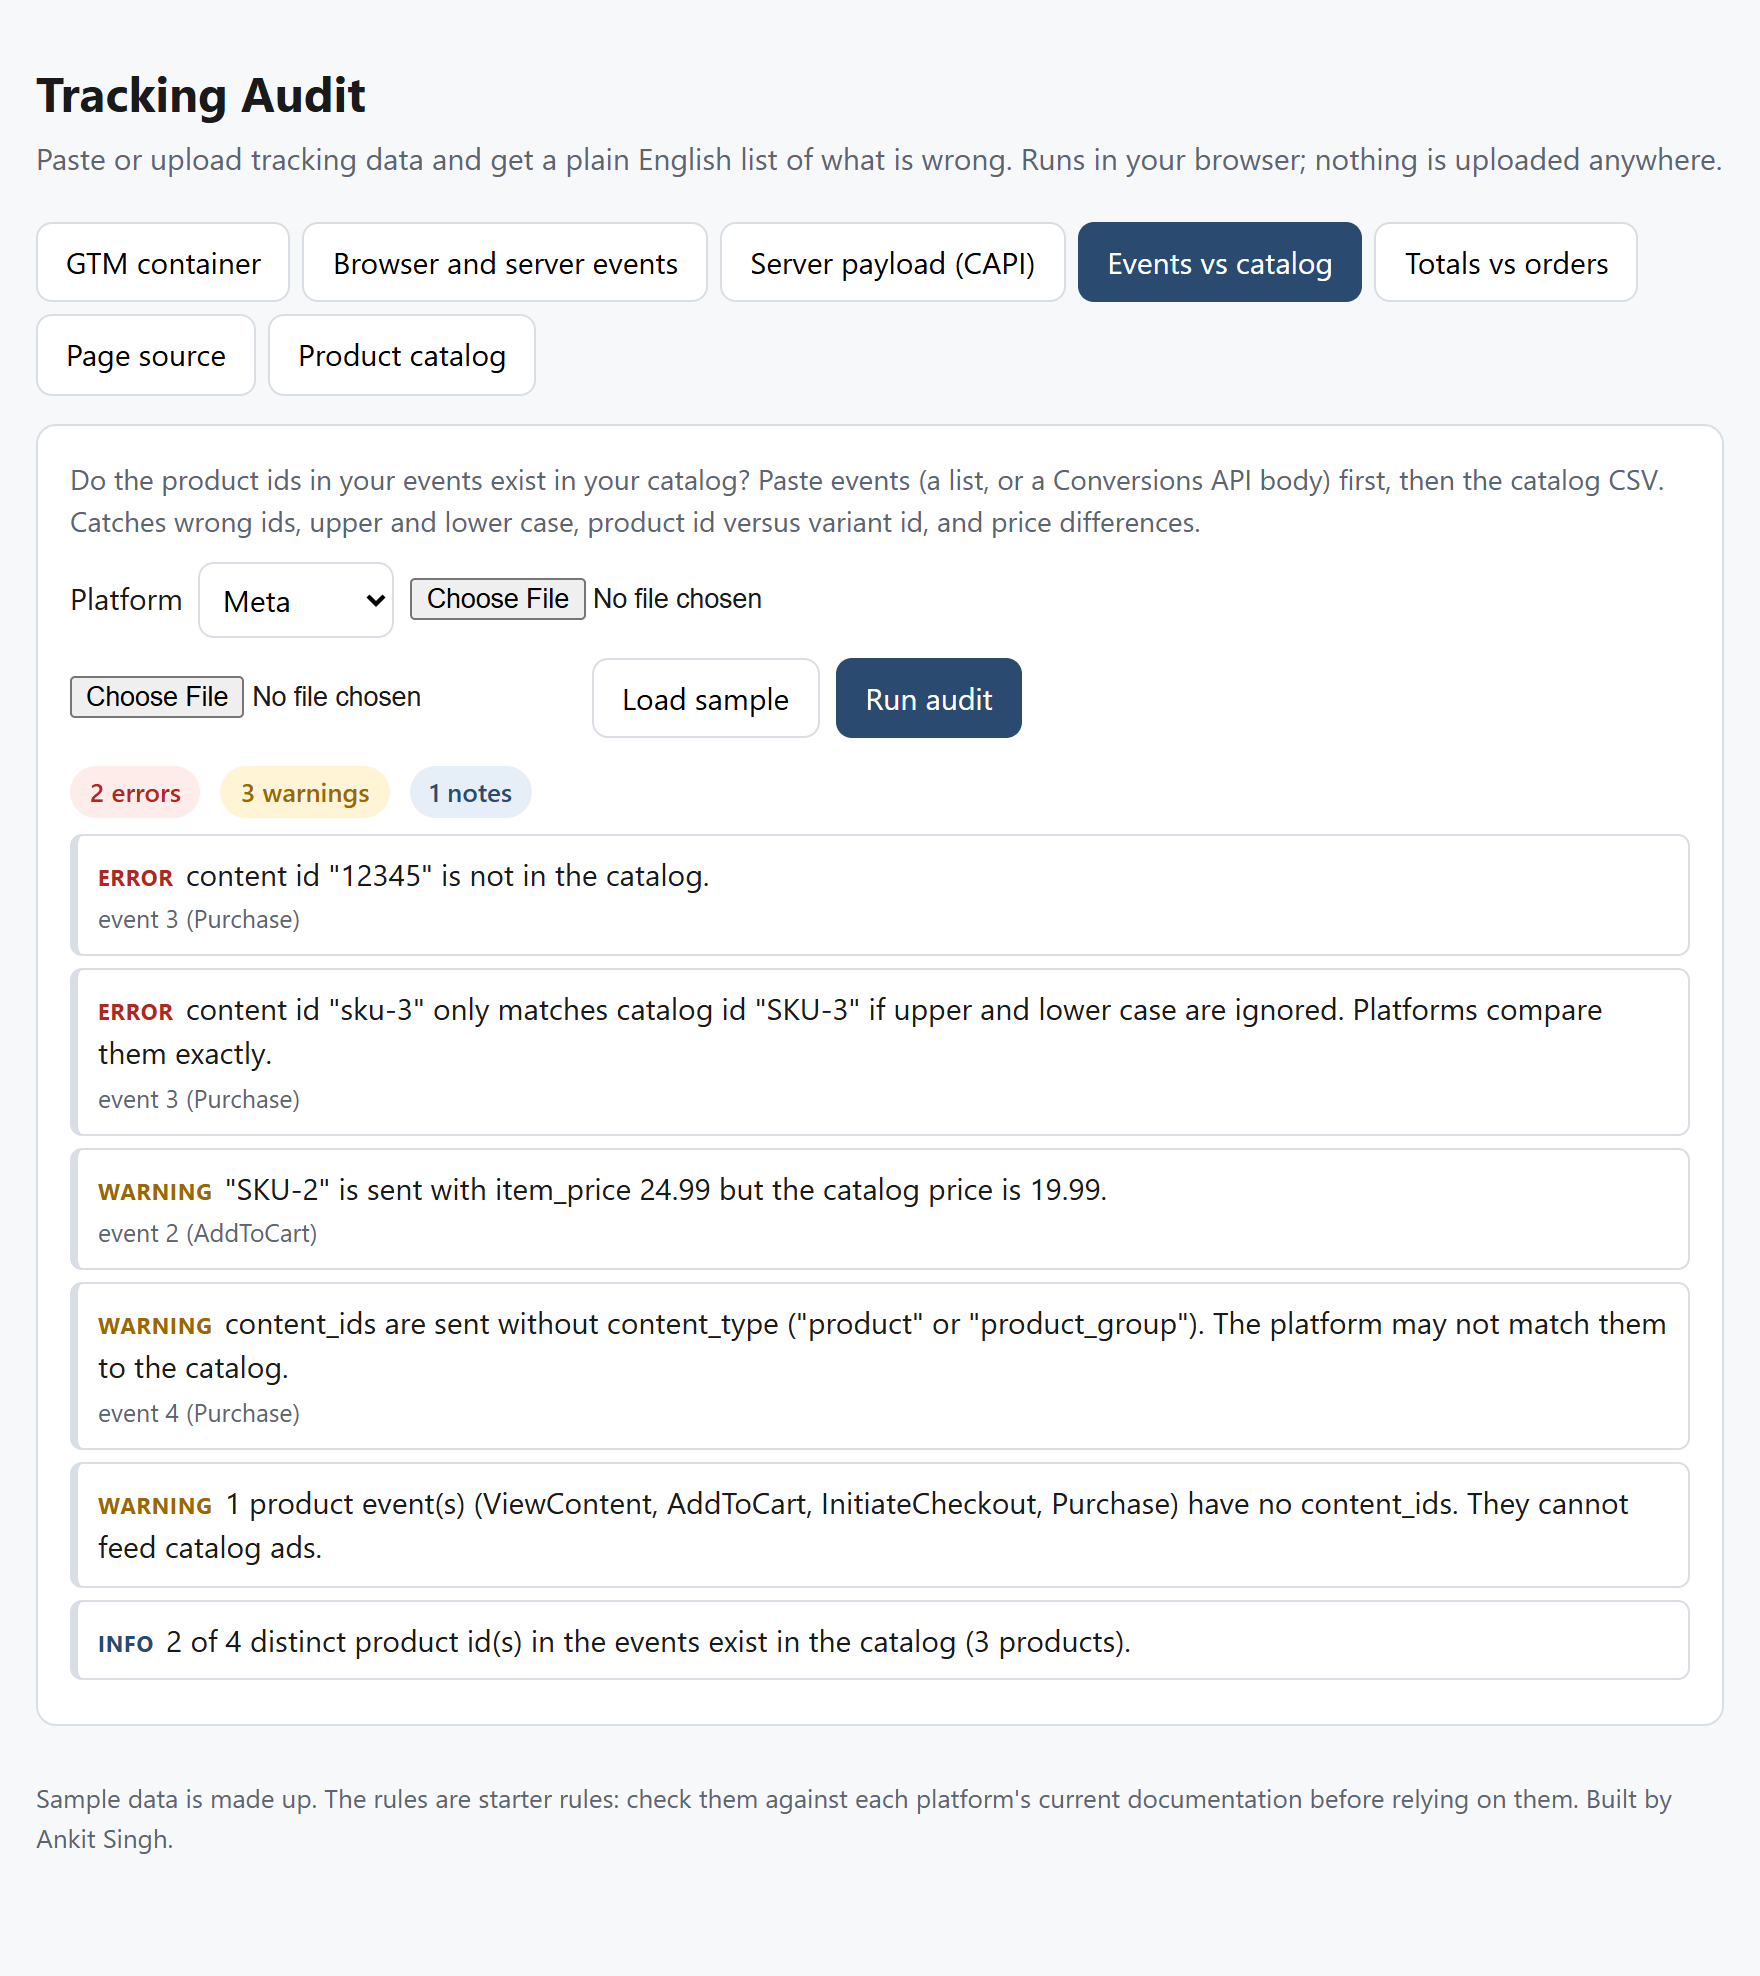 Tracking Audit
Paste or upload tracking data and get a plain English list of what is wrong. Runs in your browser; nothing is uploaded anywhere.
GTM container
Browser and server events
Server payload (CAPI)
Events vs catalog
Totals vs orders
Page source
Product catalog
Do the product ids in your events exist in your catalog? Paste events (a list, or a Conversions API body) first, then the catalog CSV.
Catches wrong ids, upper and lower case, product id versus variant id, and price differences.
Platform
Meta
Choose File No file chosen
Choose File No file chosen
Load sample
Run audit
2 errors
3 warnings
1 notes
ERROR content id "12345" is not in the catalog.
event 3 (Purchase)
ERROR content id "sku-3" only matches catalog id "SKU-3" if upper and lower case are ignored. Platforms compare
them exactly.
event 3 (Purchase)
WARNING "SKU-2" is sent with item_price 24.99 but the catalog price is 19.99.
event 2 (AddToCart)
WARNING content_ids are sent without content_type ("product" or "product_group"). The platform may not match them
to the catalog.
event 4 (Purchase)
WARNING 1 product event(s) (ViewContent, AddToCart, InitiateCheckout, Purchase) have no content_ids. They cannot
feed catalog ads.
INFO 2 of 4 distinct product id(s) in the events exist in the catalog (3 products).
Sample data is made up. The rules are starter rules: check them against each platform's current documentation before relying on them. Built by
Ankit Singh.